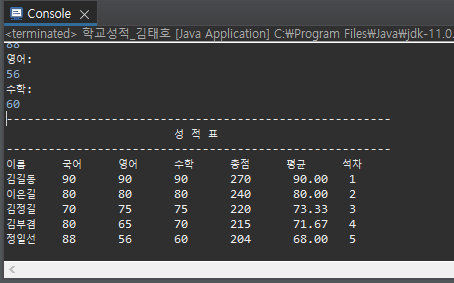 Console
<terminated> 학교성적_김태호 [Java Application] C:₩Program Files₩Java₩jdk-11.0.
88
영어:
56
수학:
60
-------------------------------------------------------
성 적 표
-------------------------------------------------------
이름 국어 영어 수학 총점 평균 석차
김길동 90 90 90 270 90.00 1
이은길 80 80 80 240 80.00 2
김정길 70 75 75 220 73.33 3
김부겸 80 65 70 215 71.67 4
정일선 88 56 60 204 68.00 5